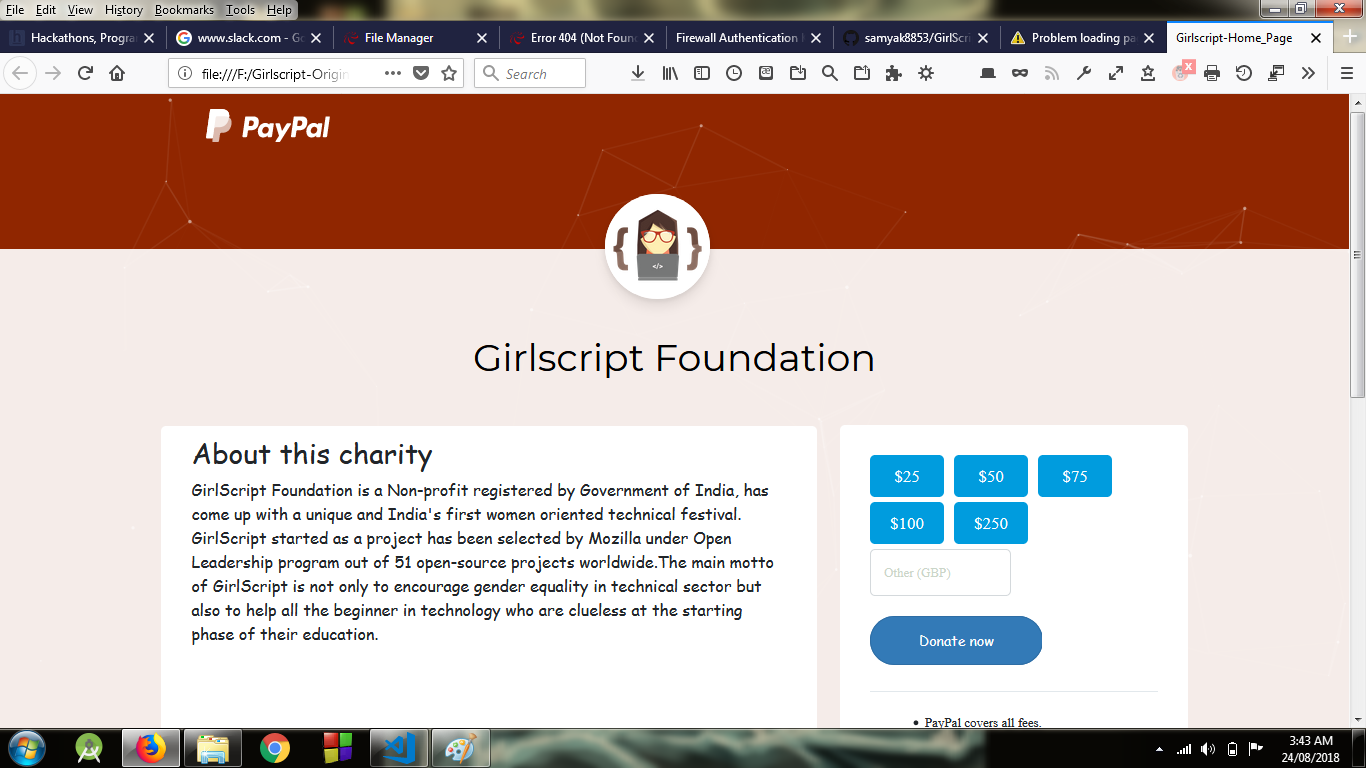 File Edit View History Bookmarks Tools Help
Hackathons, Progra
www.slack.com - Go
File Manager
Error 404 (Not Foun
Firewall Authentication
samyak8853/GirlScri
Problem loading pa
Girlscript-Home_Page
file:///F:/Girlscript-Origin
Search
PayPal
</>
Girlscript Foundation
About this charity
GirlScript Foundation is a Non-profit registered by Government of India, has
come up with a unique and India's first women oriented technical festival.
GirlScript started as a project has been selected by Mozilla under Open
Leadership program out of 51 open-source projects worldwide.The main motto
of GirlScript is not only to encourage gender equality in technical sector but
also to help all the beginner in technology who are clueless at the starting
phase of their education.
$25 $50 $75
$100 $250
Other (GBP)
Donate now
PayPal covers all fees.
3:43 AM
24/08/2018